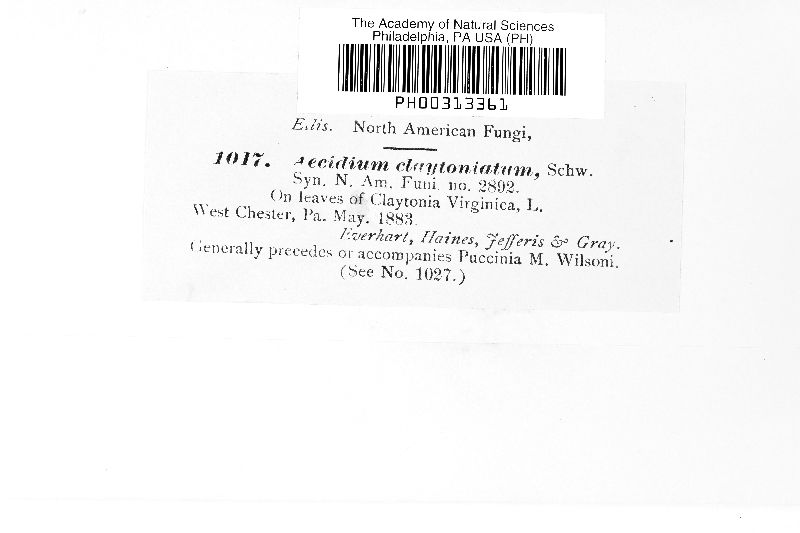 The Academy of Natural Sciences
Philadelphia, PA USA (PH)
PH00313361
Ellis. North American Fungi,
1017. Aecidium claytoniatum, Schw.
Syn. N. Am. Funi. no. 2892.
On leaves of Claytonia Virginica, L.
West Chester, Pa. May. 1883.
Everhart, Haines, Jefferis & Gray.
Generally precedes or accompanies Puccinia M. Wilsoni.
(See No. 1027.)